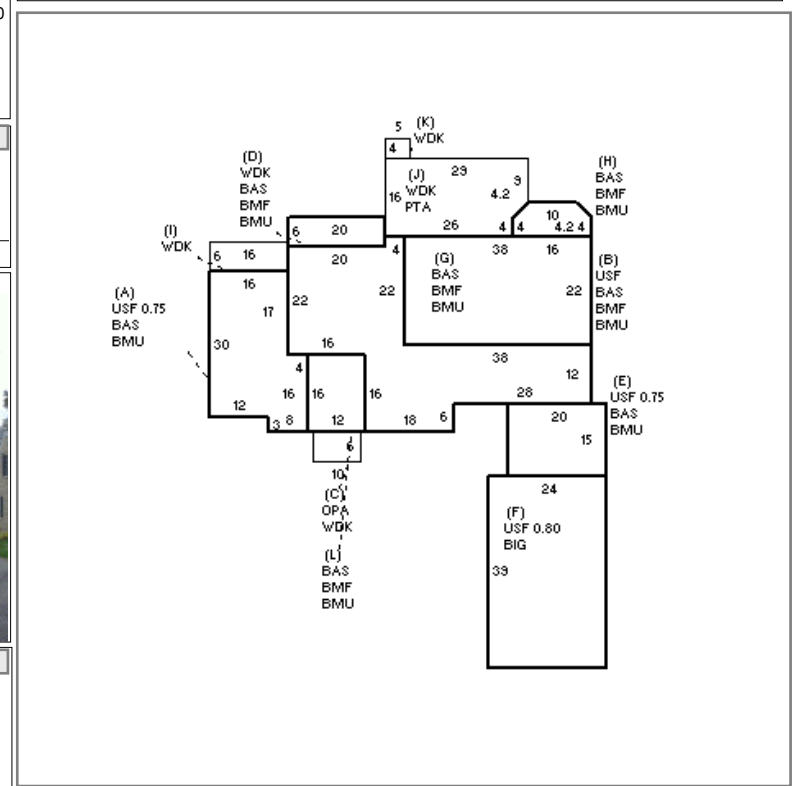 5
(K)
WDK
4
(D)
WDK
BAS
BMF
BMU
29
9
(H)
BAS
BMF
BMU
(J)
WDK
PTA
16
4.2
10
6
20
26
4
4
4.2
4
(I)
WDK
6
16
20
4
38
16
(G)
BAS
BMF
BMU
(B)
USF
BAS
BMF
BMU
16
17
22
22
22
(A)
USF 0.75
BAS
BMU
30
16
38
4
12
16
16
16
28
(E)
USF 0.75
BAS
BMU
12
3
8
12
18
6
20
15
6
10
24
(C)
OPA
WDK
(F)
USF 0.80
BIG
(L)
BAS
BMF
BMU
39